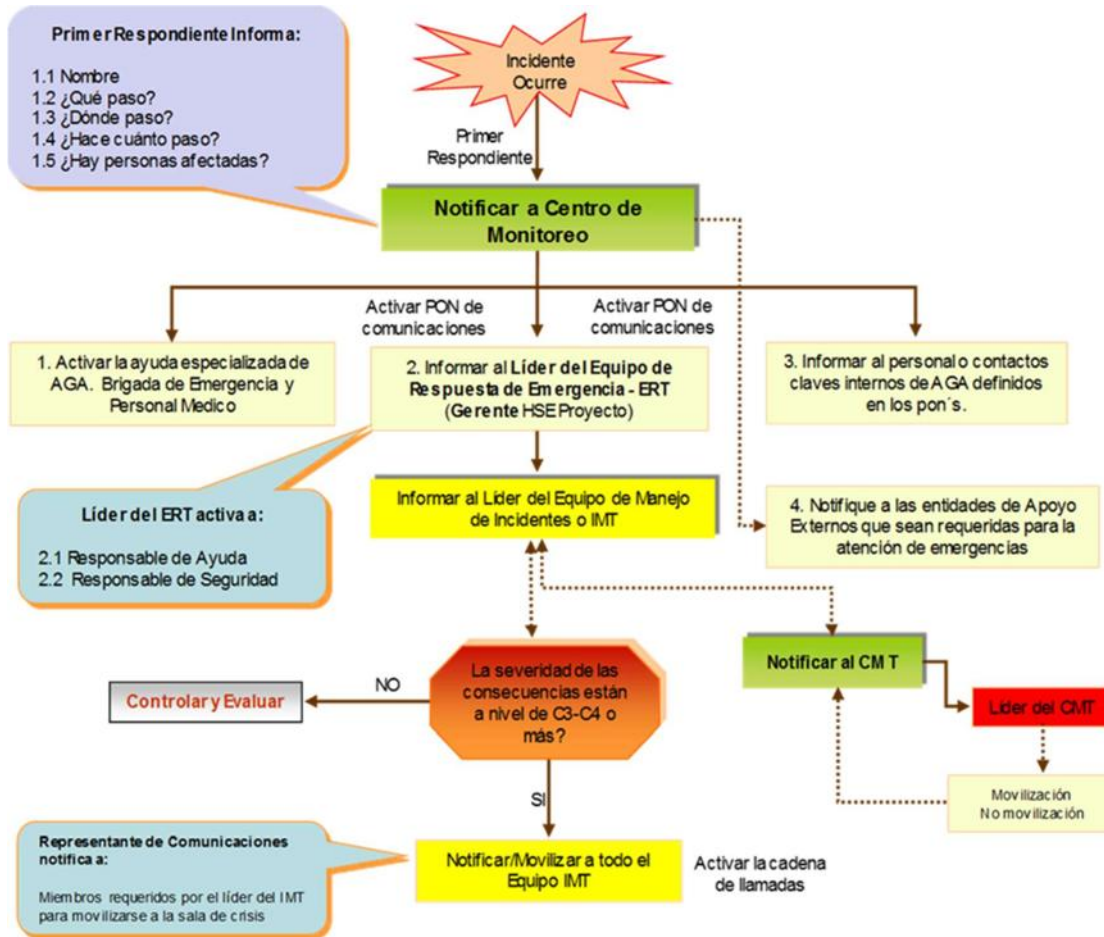 Primer Respondiente Informa:
1.1 Nombre
1.2 ¿Qué paso?
1.3 ¿Dónde paso?
1.4 ¿Hace cuánto paso?
1.5 ¿Hay personas afectadas?
Incidente
Ocurre
Primer
Respondiente
Notificar a Centro de
Monitoreo
Activar PON de
comunicaciones
Activar PON de
comunicaciones
1. Activar la ayuda especializada de
AGA. Brigada de Emergencia y
Personal Medico
2. Informar al Líder del Equipo de
Respuesta de Emergencia - ERT
(Gerente HSE Proyecto)
3. Informar al personal o contactos
claves internos de AGA definidos
en los pon´s.
Líder del ERT activa a:
2.1 Responsable de Ayuda
2.2 Responsable de Seguridad
Informar al Líder del Equipo de Manejo
de Incidentes o IMT
4. Notifique a las entidades de Apoyo
Externos que sean requeridas para la
atención de emergencias
La severidad de las
consecuencias están
a nivel de C3-C4 o
más?
NO
Controlar y Evaluar
Notificar al CMT
Líder del CMT
Movilización
No movilización
SI
Representante de Comunicaciones
notifica a:
Miembros requeridos por el líder del IMT
para movilizarse a la sala de crisis
Notificar/Movilizar a todo el
Equipo IMT
Activar la cadena
de llamadas